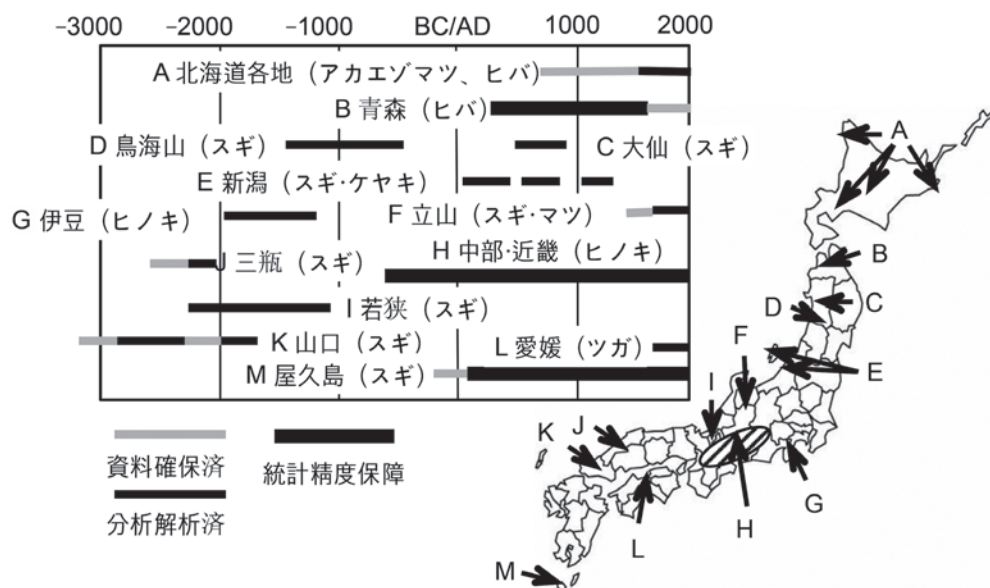 -3000 -2000 -1000 BC/AD 1000 2000
A 北海道各地（アカエゾマツ、ヒバ）
B 青森（ヒバ）
D 鳥海山（スギ）
C 大仙（スギ）
E 新潟（スギ·ケヤキ）
G 伊豆（ヒノキ）
F 立山（スギ·マツ）
H 中部·近畿（ヒノキ）
J 三瓶（スギ）
I 若狭（スギ）
K 山口（スギ）
L 愛媛（ツガ）
M 屋久島（スギ）
資料確保済
統計精度保障
分析解析済
A
B
C
D
F
E
I
J
K
G
H
L
M